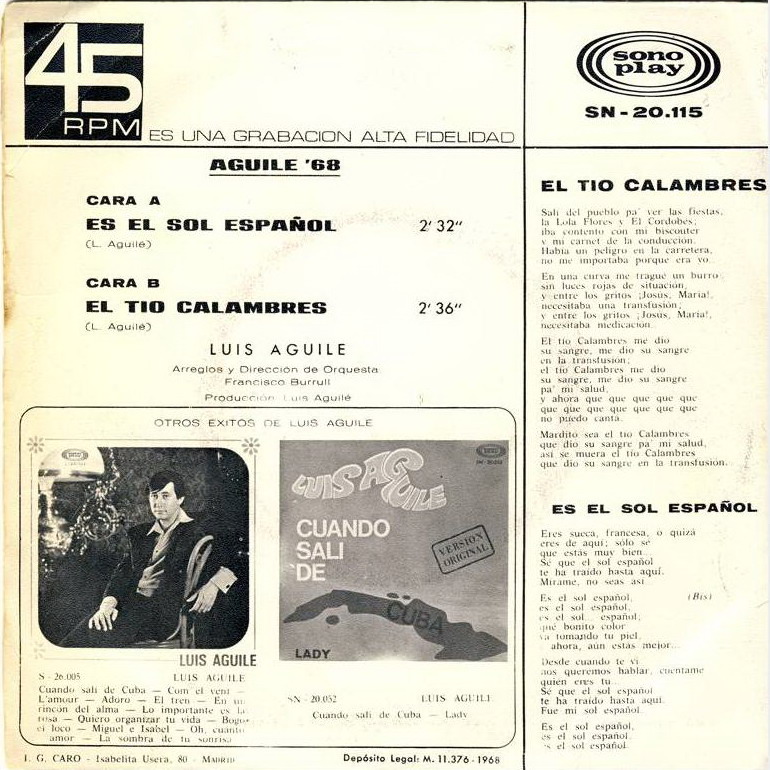 45
RPM
ES UNA GRABACION ALTA FIDELIDAD
sono
play
SN-20.115
AGUILE '68
CARA A
ES EL SOL ESPAÑOL 2' 32"
(L. Aguilé)
CARA B
EL TIO CALAMBRES 2' 36"
(L. Aguilé)
LUIS AGUILE
Arreglos y Dirección de Orquesta
Francisco Burrull
Producción Luis Aguilé
OTROS EXITOS DE LUIS AGUILE
LUIS AGUILE
S - 26.005 LUIS AGUILE
Cuando salí de Cuba — Com el vent —
L'amour — Adoro — El tren — En un
rincón del alma — Lo importante es la
rosa — Quiero organizar tu vida — Bogo-
el loco — Miguel e Isabel — Oh, cuánto
amor — La sombra de tu sonrisa
sono
play
SN-20.052
LUIS AGUILE
CUANDO
SALI
DE
CUBA
VERSION
ORIGINAL
LADY
SN - 20.052 LUIS AGUILE
Cuando salí de Cuba — Lady
I. G. CARO - Isabelita Usera, 80 - MADRID
Depósito Legal: M. 11.376 - 1968
EL TIO CALAMBRES
Salí del pueblo pa' ver las fiestas,
la Lola Flores y El Cordobés;
iba contento con mi biscouter
y mi carnet de la conducción.
Había un peligro en la carretera,
no me importaba porque era yo...
En una curva me tragué un burro
sin luces rojas de situación,
y entre los gritos ¡Josús, María!,
necesitaba una transfusión;
y entre los gritos ¡Josús, María!,
necesitaba medicación.
El tío Calambres me dio
su sangre, me dio su sangre
en la transfusión;
el tío Calambres me dio
su sangre, me dio su sangre
pa' mi salud,
y ahora que que que que que
que que que que que que que
no puedo cantá.
Mardito sea el tío Calambres
que dio su sangre pa' mi salud,
así se muera el tío Calambres
que dio su sangre en la transfusión.
ES EL SOL ESPAÑOL
Eres sueca, francesa, o quizá
eres de aquí; sólo sé
que estás muy bien...
Sé que el sol español
te ha traído hasta aquí.
Mírame, no seas así
Es el sol español, (Bis)
es el sol español,
es el sol... español;
qué bonito color
va tomando tu piel,
ahora, aún estás mejor...
Desde cuando te vi
nos queremos hablar, cuéntame
quién eres tú...
Sé que el sol español
te ha traído hasta aquí.
Fue mi sol español.
Es el sol español,
es el sol español,
es el sol español.